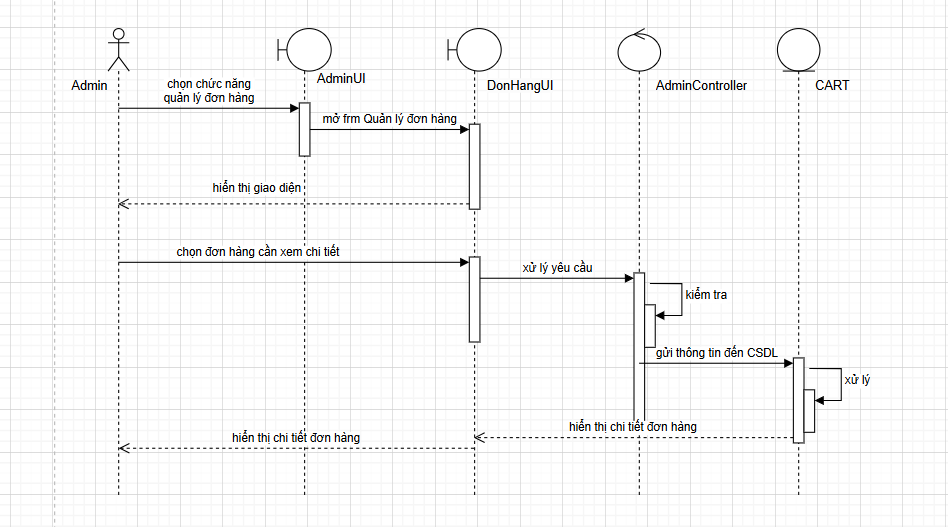 Admin
AdminUI
DonHangUI
AdminController
CART
chọn chức năng
quản lý đơn hàng
mở frm Quản lý đơn hàng
hiển thị giao diện
chọn đơn hàng cần xem chi tiết
xử lý yêu cầu
kiểm tra
gửi thông tin đến CSDL
xử lý
hiển thị chi tiết đơn hàng
hiển thị chi tiết đơn hàng